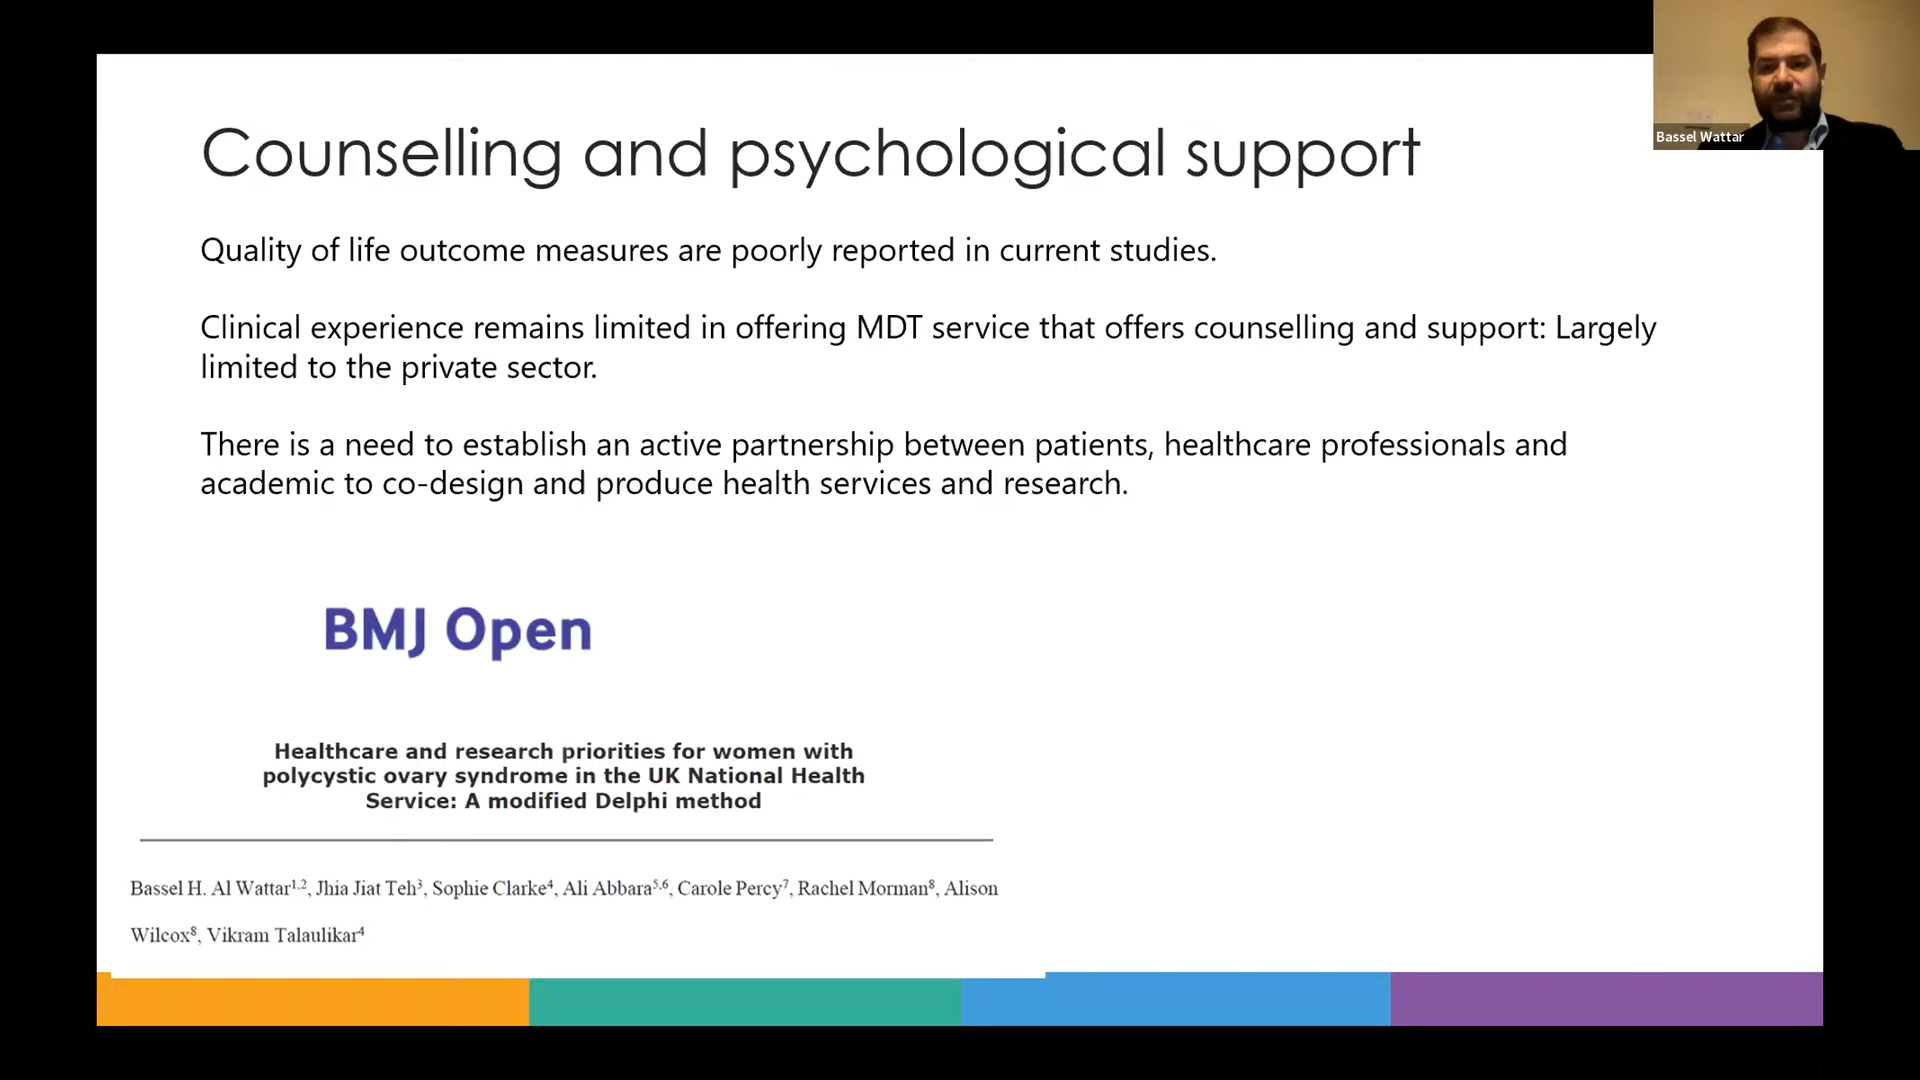 Counselling and psychological support
Bassel Wattar
Quality of life outcome measures are poorly reported in current studies.
Clinical experience remains limited in offering MDT service that offers counselling and support: Largely
limited to the private sector.
There is a need to establish an active partnership between patients, healthcare professionals and
academic to co-design and produce health services and research.
BMJ Open
Healthcare and research priorities for women with
polycystic ovary syndrome in the UK National Health
Service: A modified Delphi method
Bassel H. Al Wattar¹,², Jhia Jiat Teh³, Sophie Clarke⁴, Ali Abbara⁵,⁶, Carole Percy⁷, Rachel Morman⁸, Alison
Wilcox⁸, Vikram Talaulikar⁴